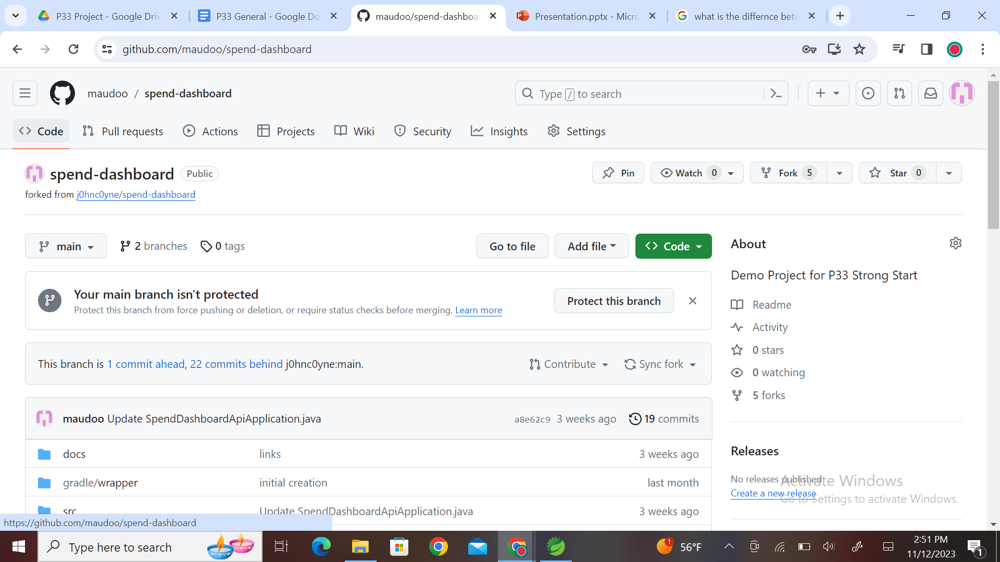 P33 Project - Google Driv
P33 General - Google Do
maudoo/spend-dashboar
Presentation.pptx - Micro
what is the differnce betw
github.com/maudoo/spend-dashboard
maudoo / spend-dashboard
Type / to search
Code
Pull requests
Actions
Projects
Wiki
Security
Insights
Settings
spend-dashboard Public
Pin
Watch 0
Fork 5
Star 0
forked from j0hnc0yne/spend-dashboard
main
2 branches
0 tags
Go to file
Add file
Code
About
Demo Project for P33 Strong Start
Your main branch isn't protected
Protect this branch from force pushing or deletion, or require status checks before merging. Learn more
Protect this branch
Readme
Activity
0 stars
0 watching
5 forks
This branch is 1 commit ahead, 22 commits behind j0hnc0yne:main.
Contribute
Sync fork
maudoo Update SpendDashboardApiApplication.java
a8e62c9 3 weeks ago
19 commits
docs links 3 weeks ago
gradle/wrapper initial creation last month
src Update SpendDashboardApiApplication.java 3 weeks ago
Releases
No releases published
Create a new release
Activate Windows
Go to Settings to activate Windows.
https://github.com/maudoo/spend-dashboard
Type here to search
1
56°F
2:51 PM
11/12/2023
1